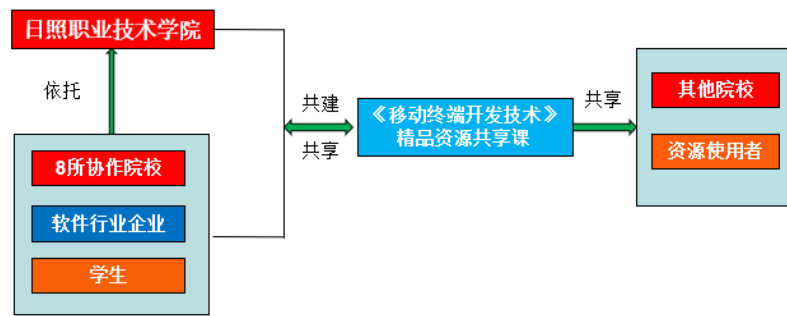 日照职业技术学院
依托
8所协作院校
软件行业企业
学生
共建
共享
《移动终端开发技术》
精品资源共享课
共享
其他院校
资源使用者